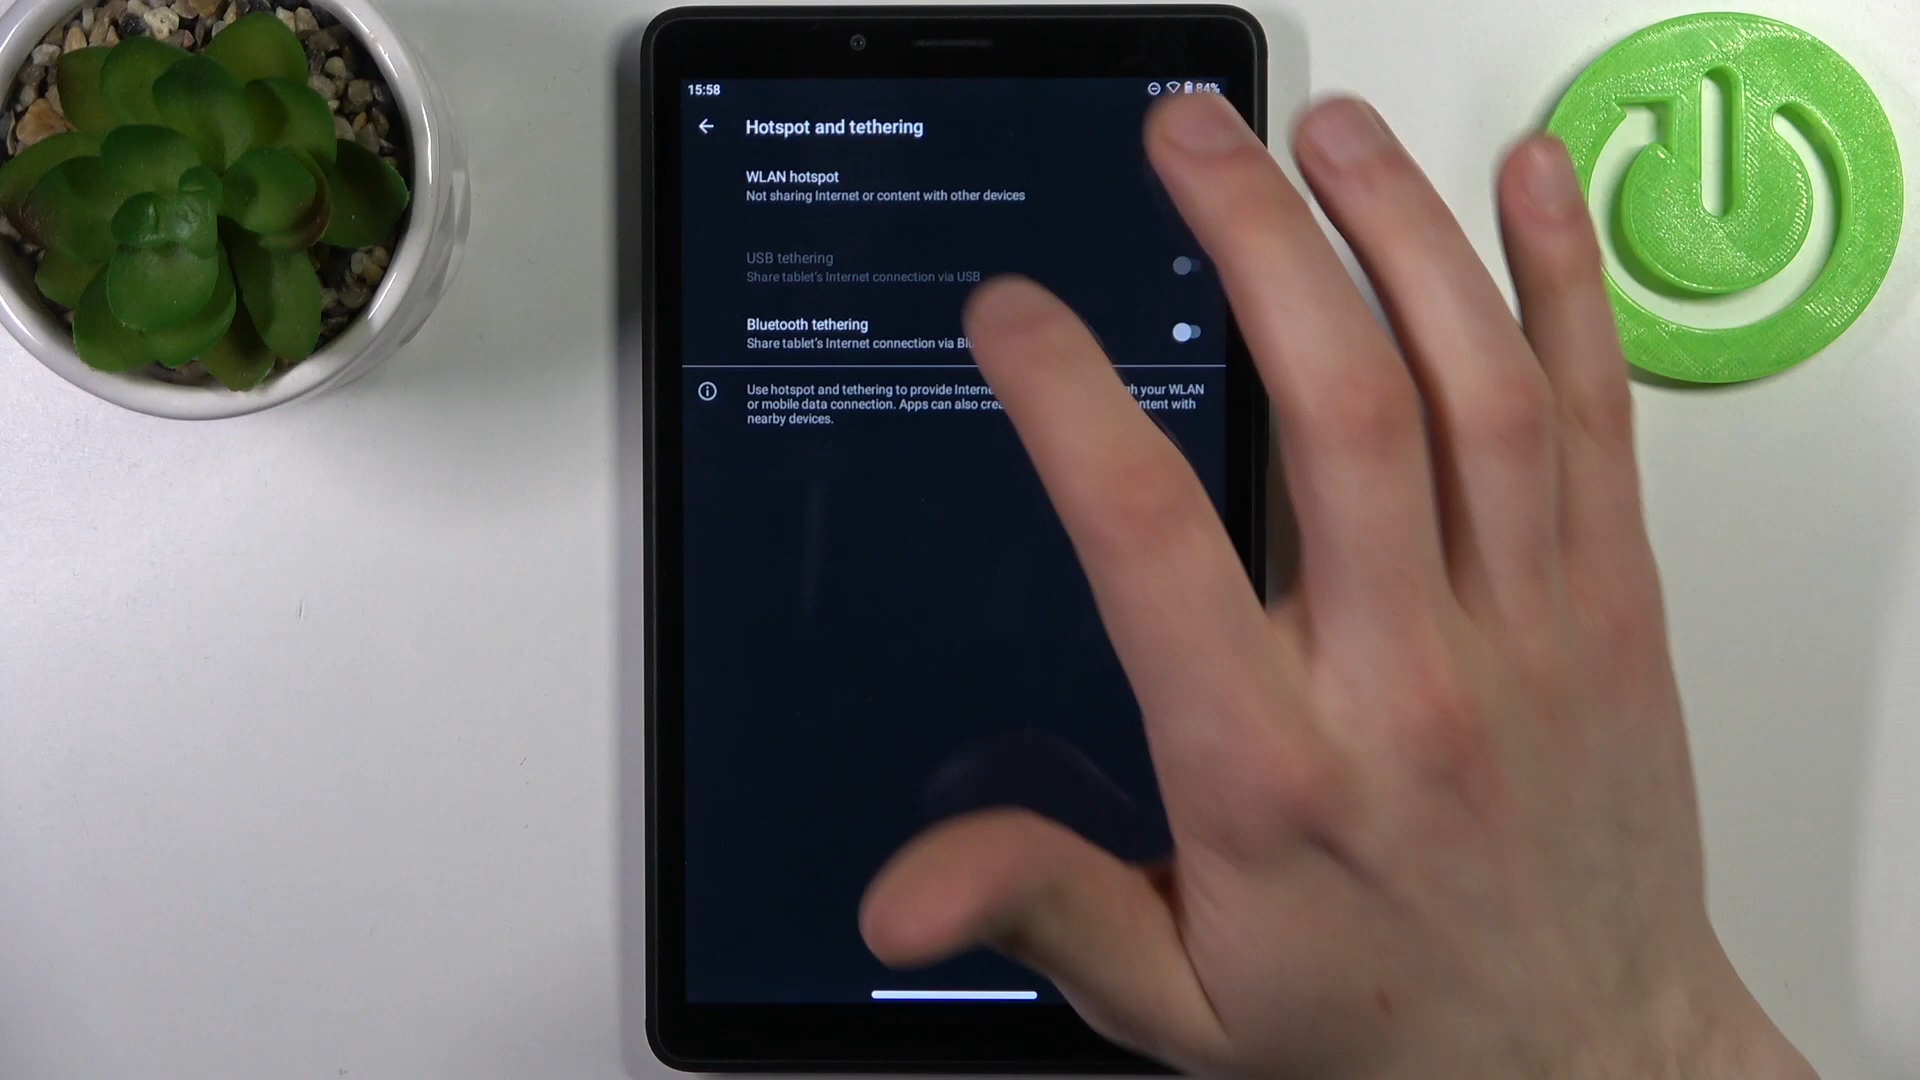 15:58
84%
Hotspot and tethering
WLAN hotspot
Not sharing Internet or content with other devices
USB tethering
Share tablet's Internet connection via USB
Bluetooth tethering
Share tablet's Internet connection via
Use hotspot and tethering to provide your WLAN
or mobile data connection. Apps can also with
nearby devices.